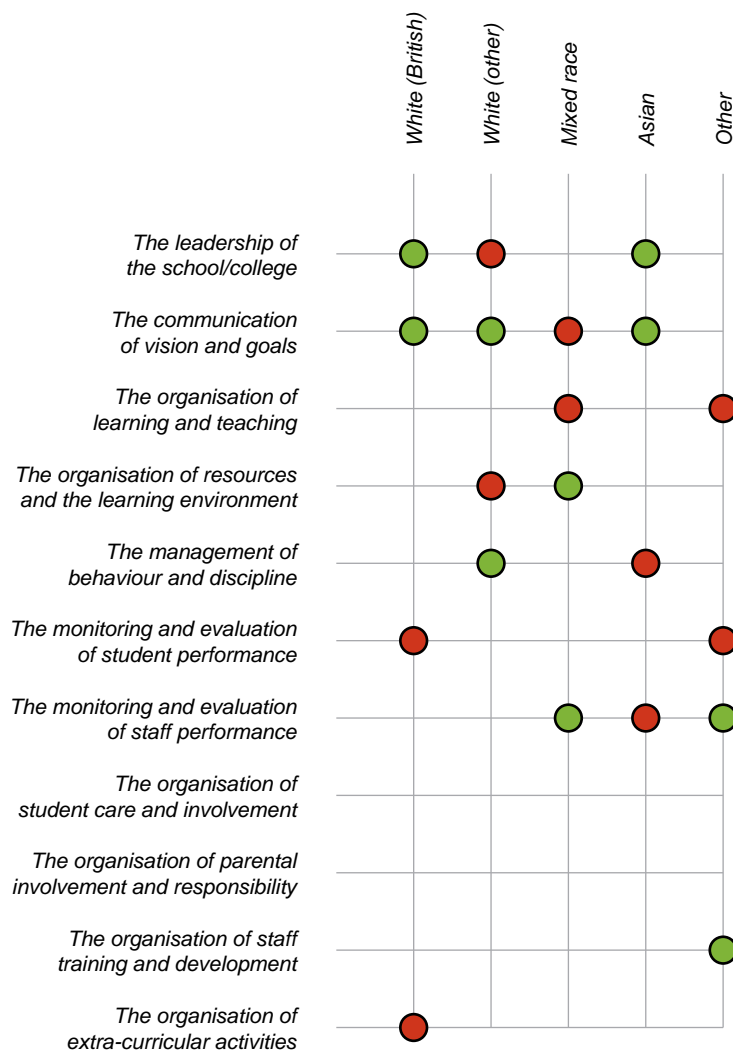 White (British)
White (other)
Mixed race
Asian
Other
The leadership of
the school/college
The communication
of vision and goals
The organisation of
learning and teaching
The organisation of resources
and the learning environment
The management of
behaviour and discipline
The monitoring and evaluation
of student performance
The monitoring and evaluation
of staff performance
The organisation of
student care and involvement
The organisation of parental
involvement and responsibility
The organisation of staff
training and development
The organisation of
extra-curricular activities